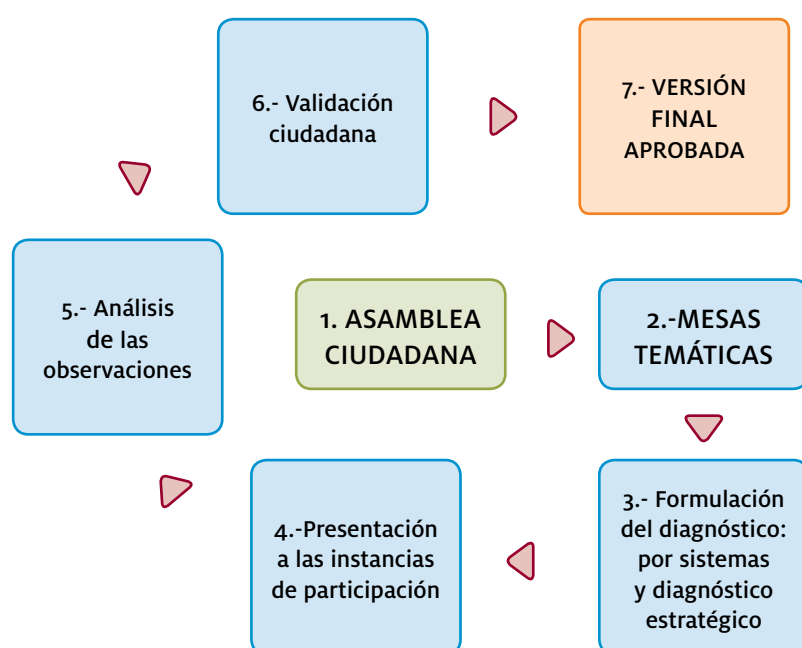 6.- Validación
ciudadana
7.- VERSIÓN
FINAL
APROBADA
5.- Análisis
de las
observaciones
1. ASAMBLEA
CIUDADANA
2.-MESAS
TEMÁTICAS
4.-Presentación
a las instancias
de participación
3.- Formulación
del diagnóstico:
por sistemas
y diagnóstico
estratégico